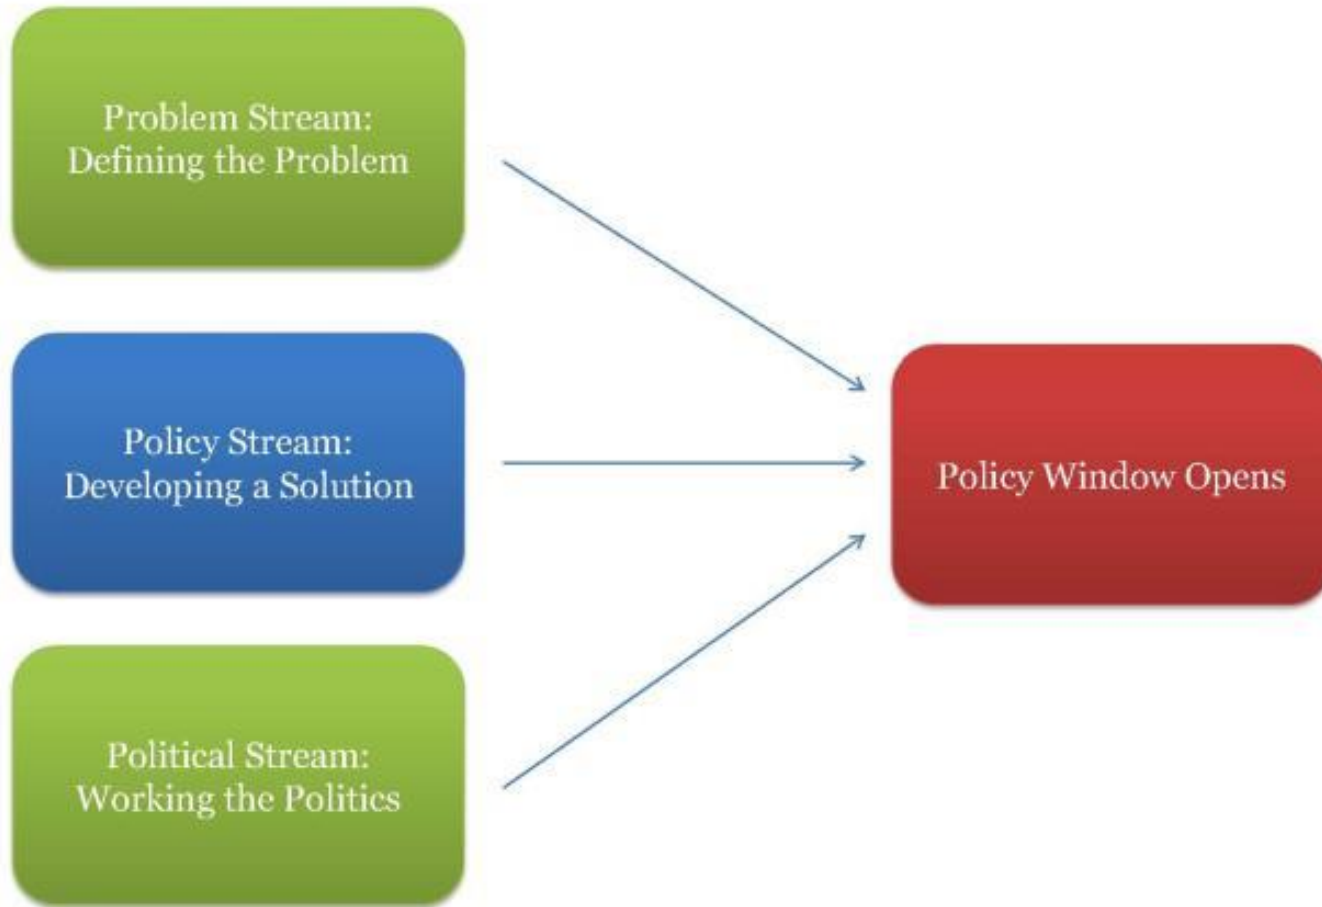 Problem Stream:
Defining the Problem
Policy Stream:
Developing a Solution
Policy Window Opens
Political Stream:
Working the Politics